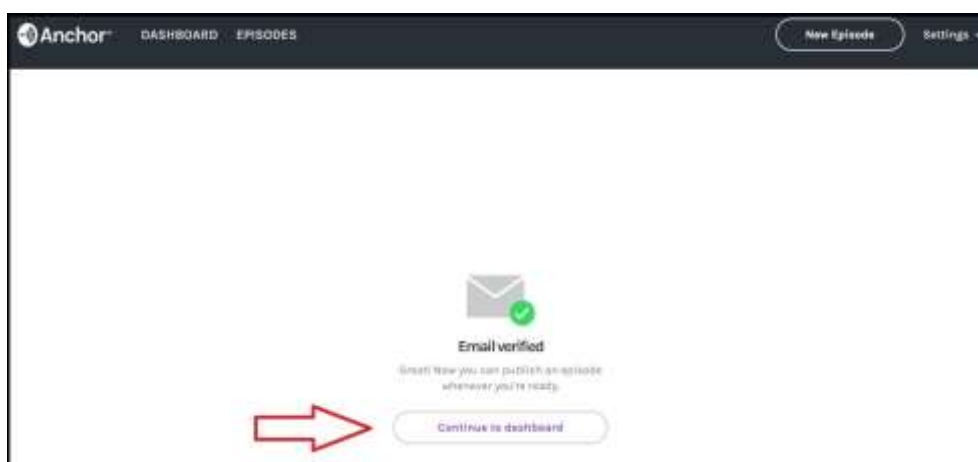 Anchor
DASHBOARD EPISODES
New Episode
Settings
Email verified
Great! Now you can publish an episode
whenever you're ready.
Continue to dashboard